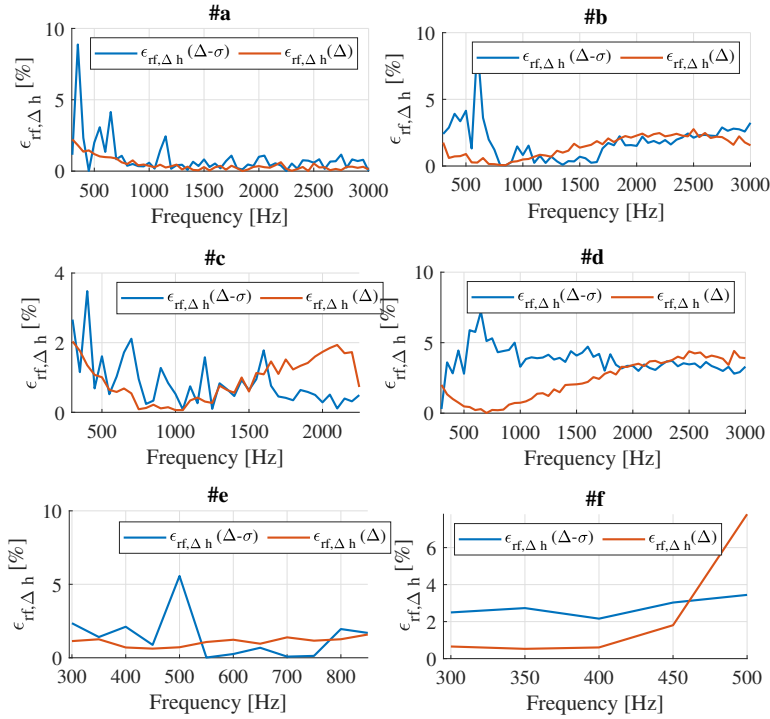 #a
ϵrf,Δ h [%]
10
5
0
ϵrf,Δ h(Δ-σ)
ϵrf,Δ h(Δ)
500 1000 1500 2000 2500 3000
Frequency [Hz]
#b
ϵrf,Δ h [%]
10
5
0
ϵrf,Δ h(Δ-σ)
ϵrf,Δ h(Δ)
500 1000 1500 2000 2500 3000
Frequency [Hz]
#c
ϵrf,Δ h [%]
4
2
0
ϵrf,Δ h(Δ-σ)
ϵrf,Δ h(Δ)
500 1000 1500 2000
Frequency [Hz]
#d
ϵrf,Δ h [%]
10
5
0
ϵrf,Δ h(Δ-σ)
ϵrf,Δ h(Δ)
500 1000 1500 2000 2500 3000
Frequency [Hz]
#e
ϵrf,Δ h [%]
10
5
0
ϵrf,Δ h(Δ-σ)
ϵrf,Δ h(Δ)
300 400 500 600 700 800
Frequency [Hz]
#f
ϵrf,Δ h [%]
6
4
2
0
ϵrf,Δ h(Δ-σ)
ϵrf,Δ h(Δ)
300 350 400 450 500
Frequency [Hz]